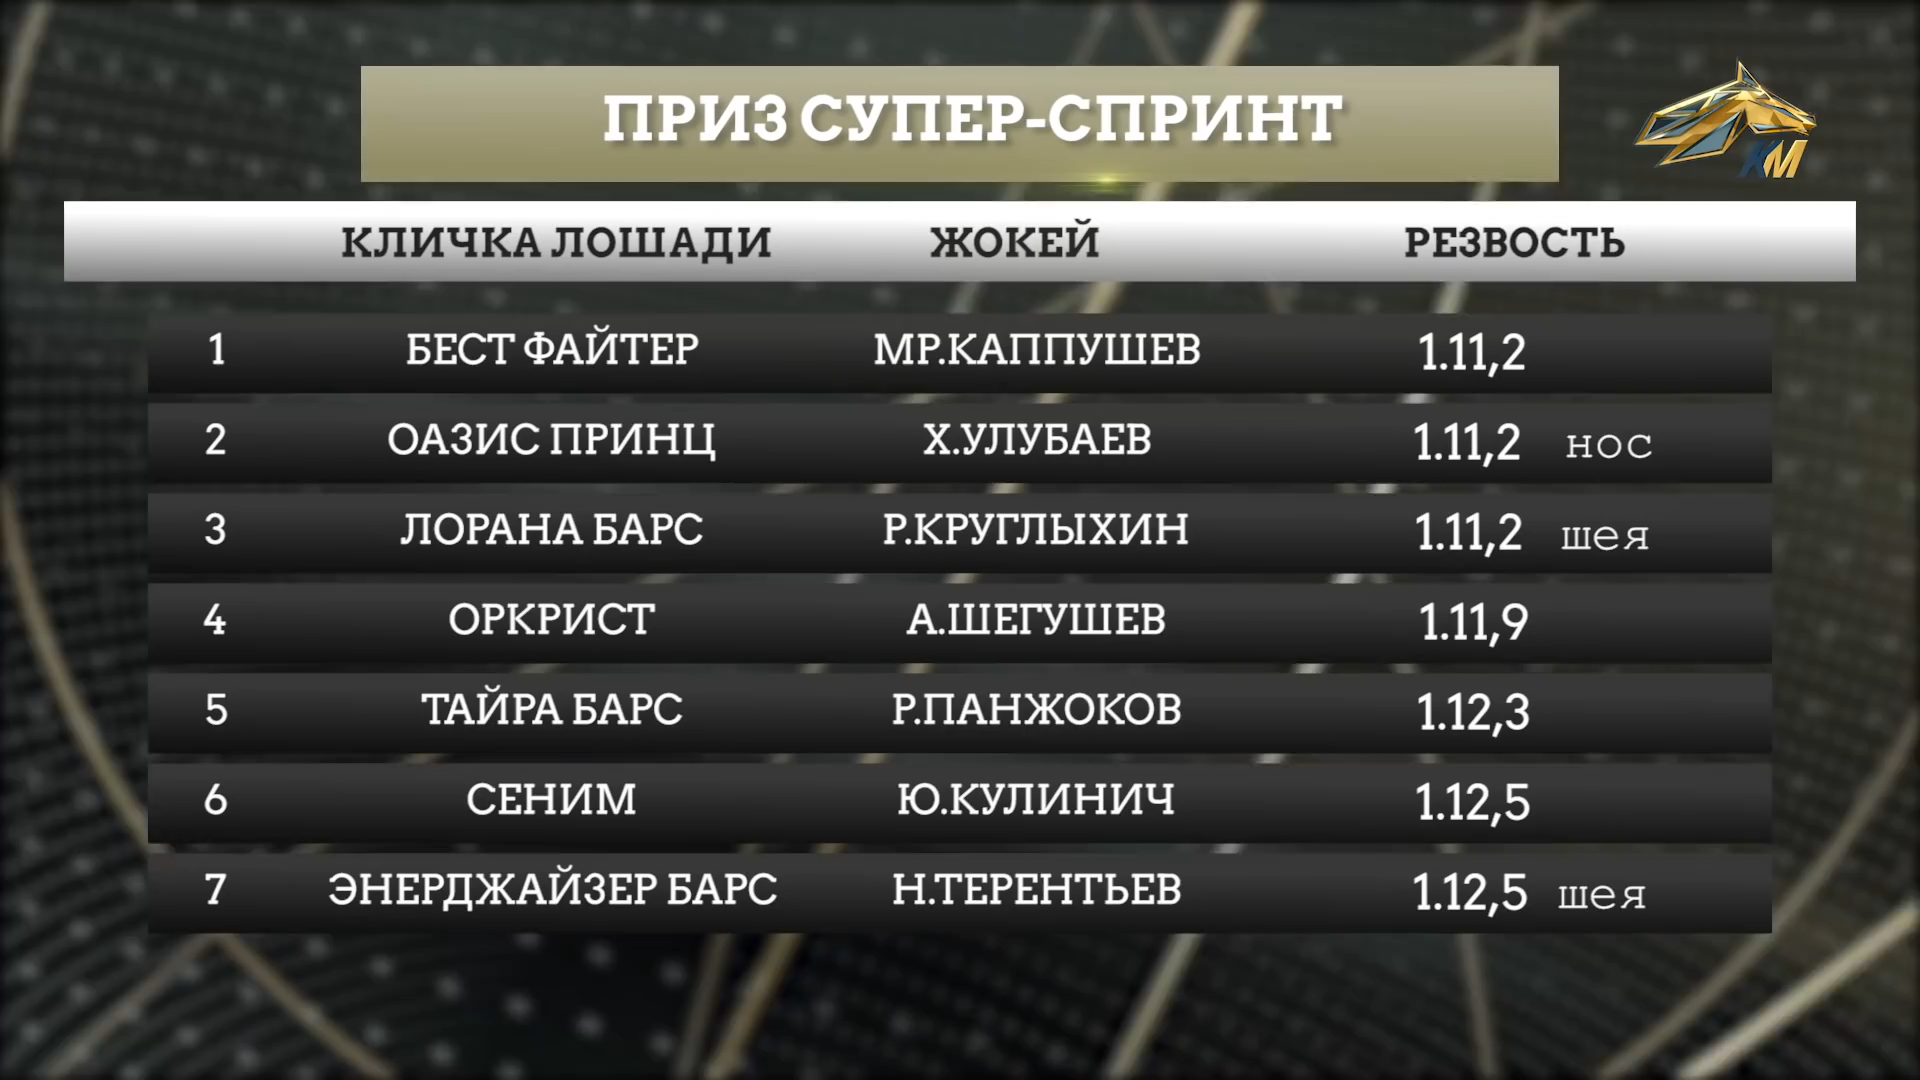 ПРИЗ СУПЕР-СПРИНТ
КМ
КЛИЧКА ЛОШАДИ ЖОКЕЙ РЕЗВОСТЬ
1 БЕСТ ФАЙТЕР МР.КАППУШЕВ 1.11,2
2 ОАЗИС ПРИНЦ Х.УЛУБАЕВ 1.11,2 нос
3 ЛОРАНА БАРС Р.КРУГЛЫХИН 1.11,2 шея
4 ОРКРИСТ А.ШЕГУШЕВ 1.11,9
5 ТАЙРА БАРС Р.ПАНЖОКОВ 1.12,3
6 СЕНИМ Ю.КУЛИНИЧ 1.12,5
7 ЭНЕРДЖАЙЗЕР БАРС Н.ТЕРЕНТЬЕВ 1.12,5 шея